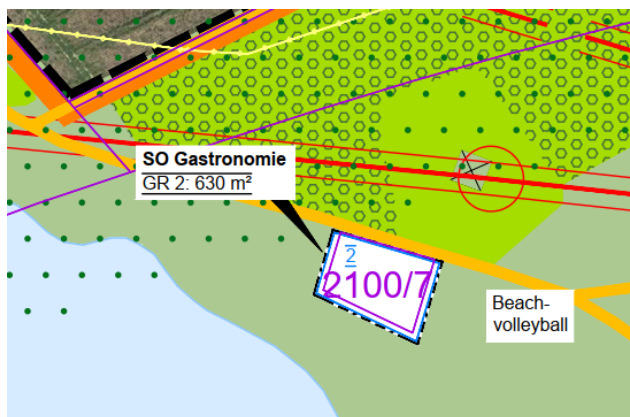 SO Gastronomie
GR 2: 630 m²
2
2100/7
Beach-
volleyball